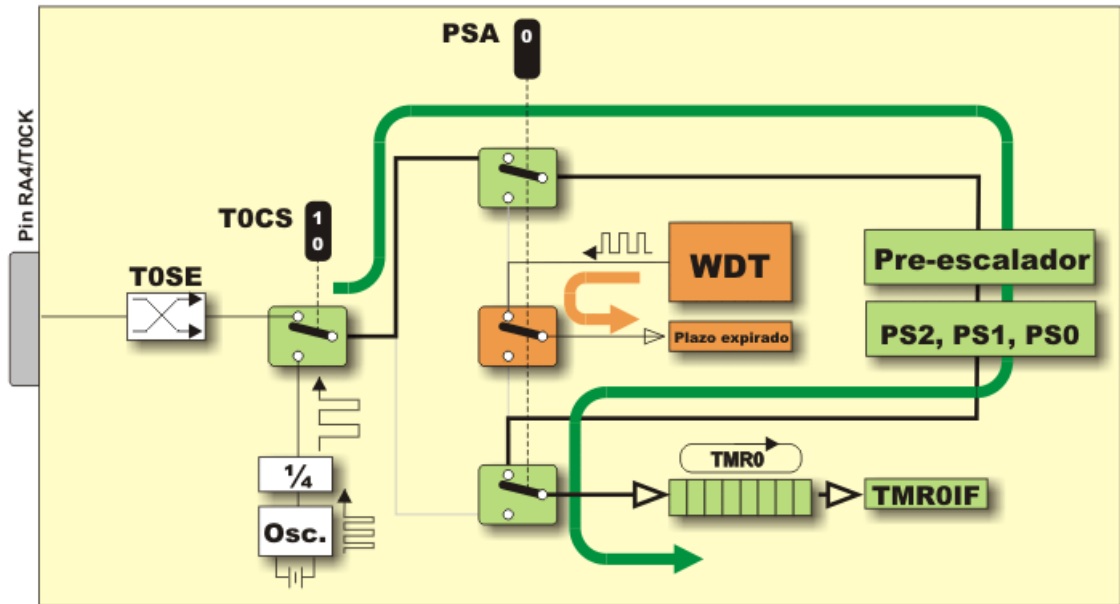 PSA
0
Pin RA4/T0CK
T0CS
1
0
T0SE
WDT
Plazo expirado
Pre-escalador
PS2, PS1, PS0
¼
Osc.
TMR0
TMR0IF